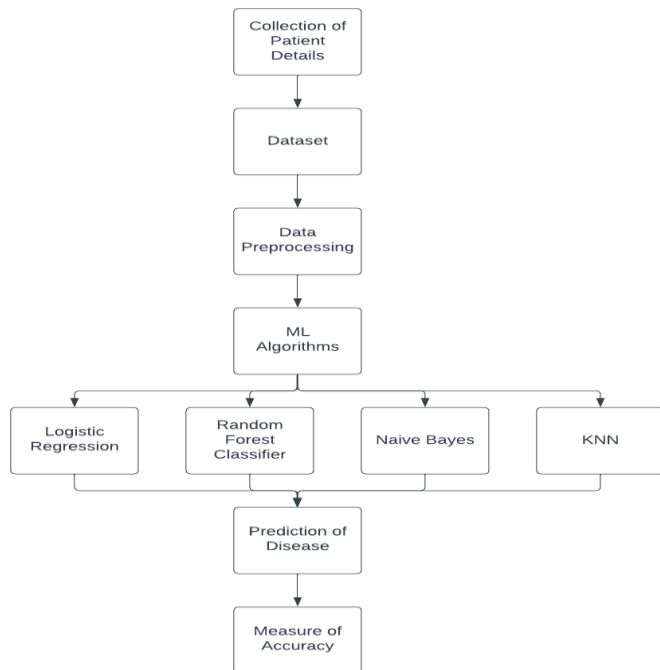 Collection of
Patient
Details
Dataset
Data
Preprocessing
ML
Algorithms
Logistic
Regression
Random
Forest
Classifier
Naive Bayes
KNN
Prediction of
Disease
Measure of
Accuracy